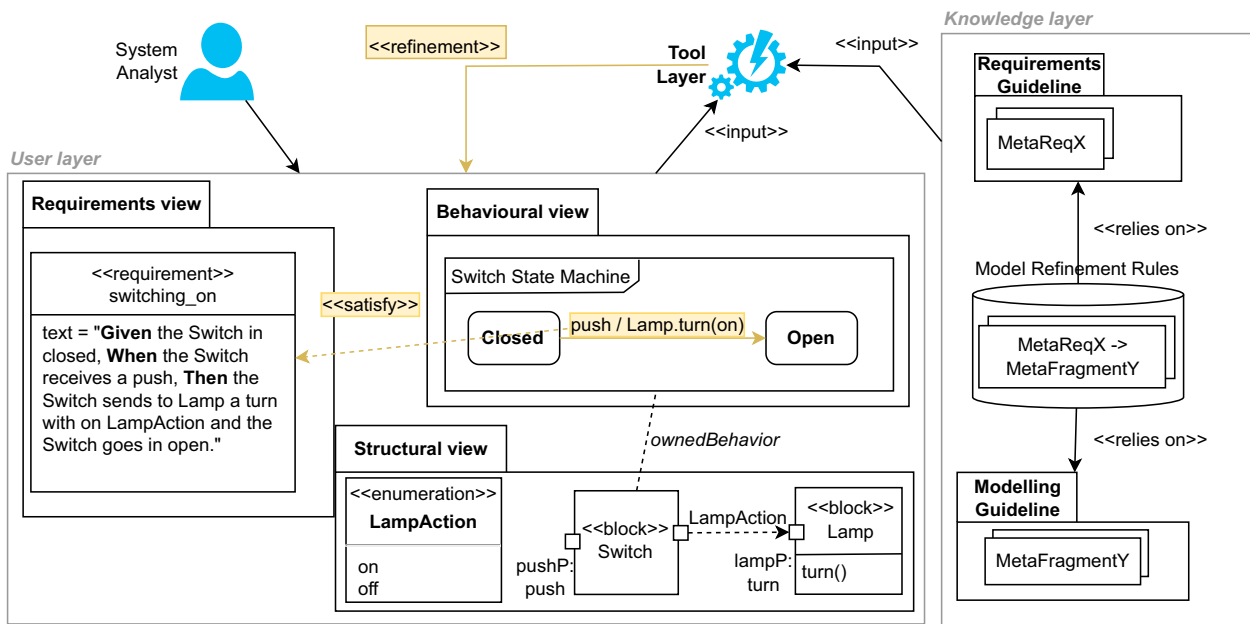 Knowledge layer
System
Analyst
<<refinement>>
Tool
Layer
<<input>>
<<input>>
Requirements
Guideline
MetaReqX
<<relies on>>
Model Refinement Rules
MetaReqX ->
MetaFragmentY
<<relies on>>
Modelling
Guideline
MetaFragmentY
User layer
Requirements view
<<requirement>>
switching_on
text = "Given the Switch in
closed, When the Switch
receives a push, Then the
Switch sends to Lamp a turn
with on LampAction and the
Switch goes in open."
<<satisfy>>
Behavioural view
Switch State Machine
Closed
push / Lamp.turn(on)
Open
ownedBehavior
Structural view
<<enumeration>>
LampAction
on
off
pushP:
push
<<block>>
Switch
LampAction
lampP:
turn
<<block>>
Lamp
turn()